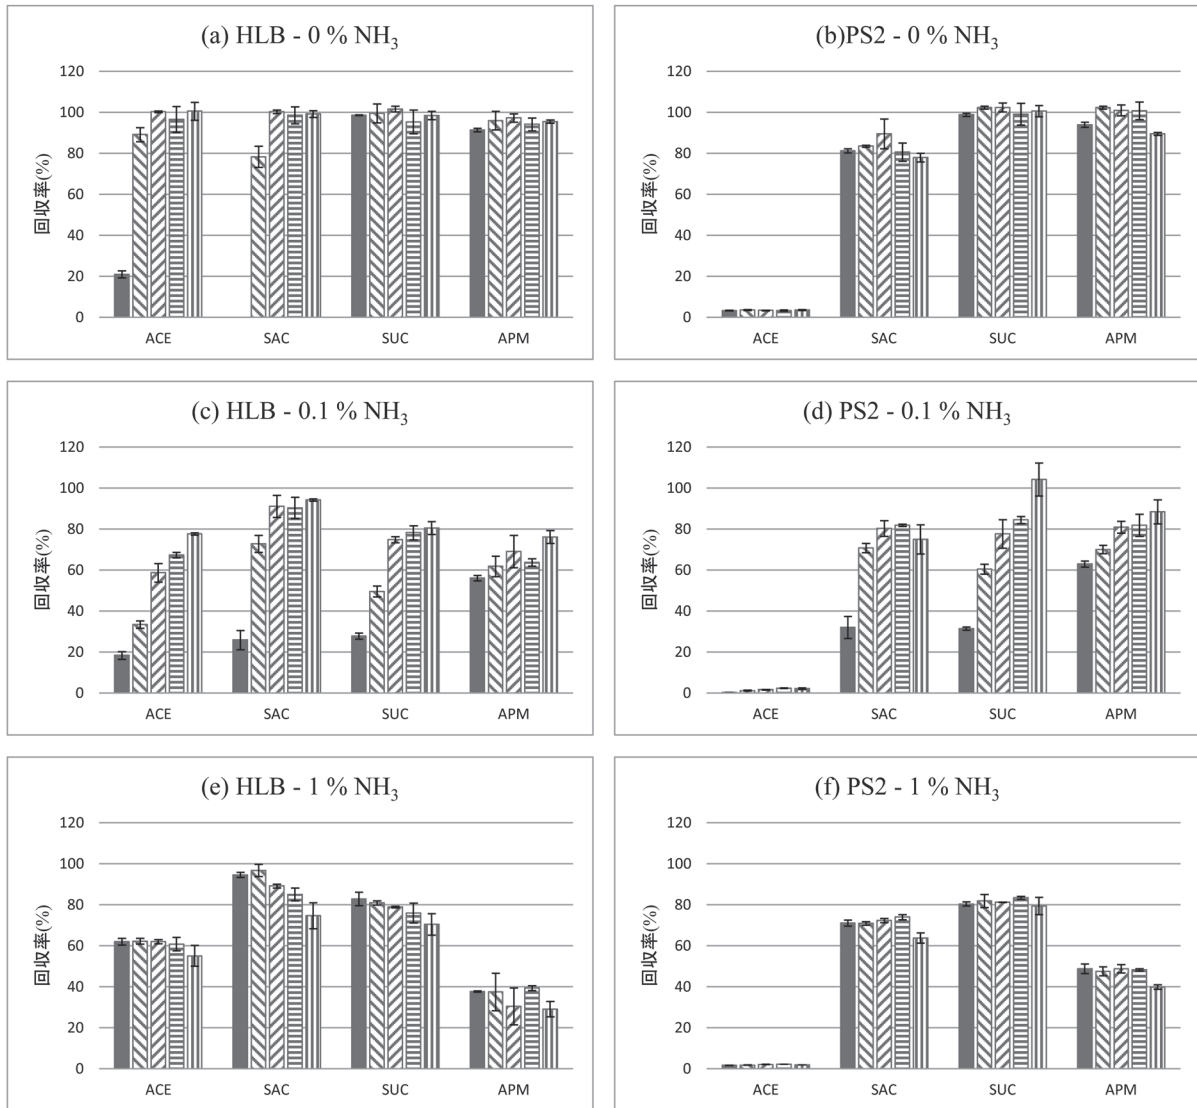 (a) HLB - 0 % NH₃
回収率(%)
120
100
80
60
40
20
0
ACE SAC SUC APM
(b)PS2 - 0 % NH₃
回収率(%)
120
100
80
60
40
20
0
ACE SAC SUC APM
(c) HLB - 0.1 % NH₃
回収率(%)
120
100
80
60
40
20
0
ACE SAC SUC APM
(d) PS2 - 0.1 % NH₃
回収率(%)
120
100
80
60
40
20
0
ACE SAC SUC APM
(e) HLB - 1 % NH₃
回収率(%)
120
100
80
60
40
20
0
ACE SAC SUC APM
(f) PS2 - 1 % NH₃
回収率(%)
120
100
80
60
40
20
0
ACE SAC SUC APM